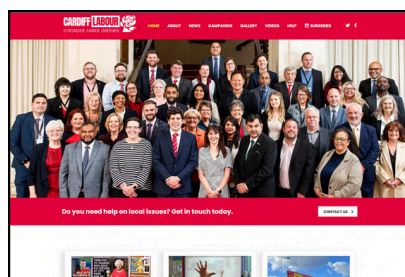 CARDIFF LABOUR
STRONGER FAIRER GREENER
HOME ABOUT NEWS CAMPAIGNS GALLERY VIDEOS HELP SURGERIES
Do you need help on local issues? Get in touch today.
CONTACT US